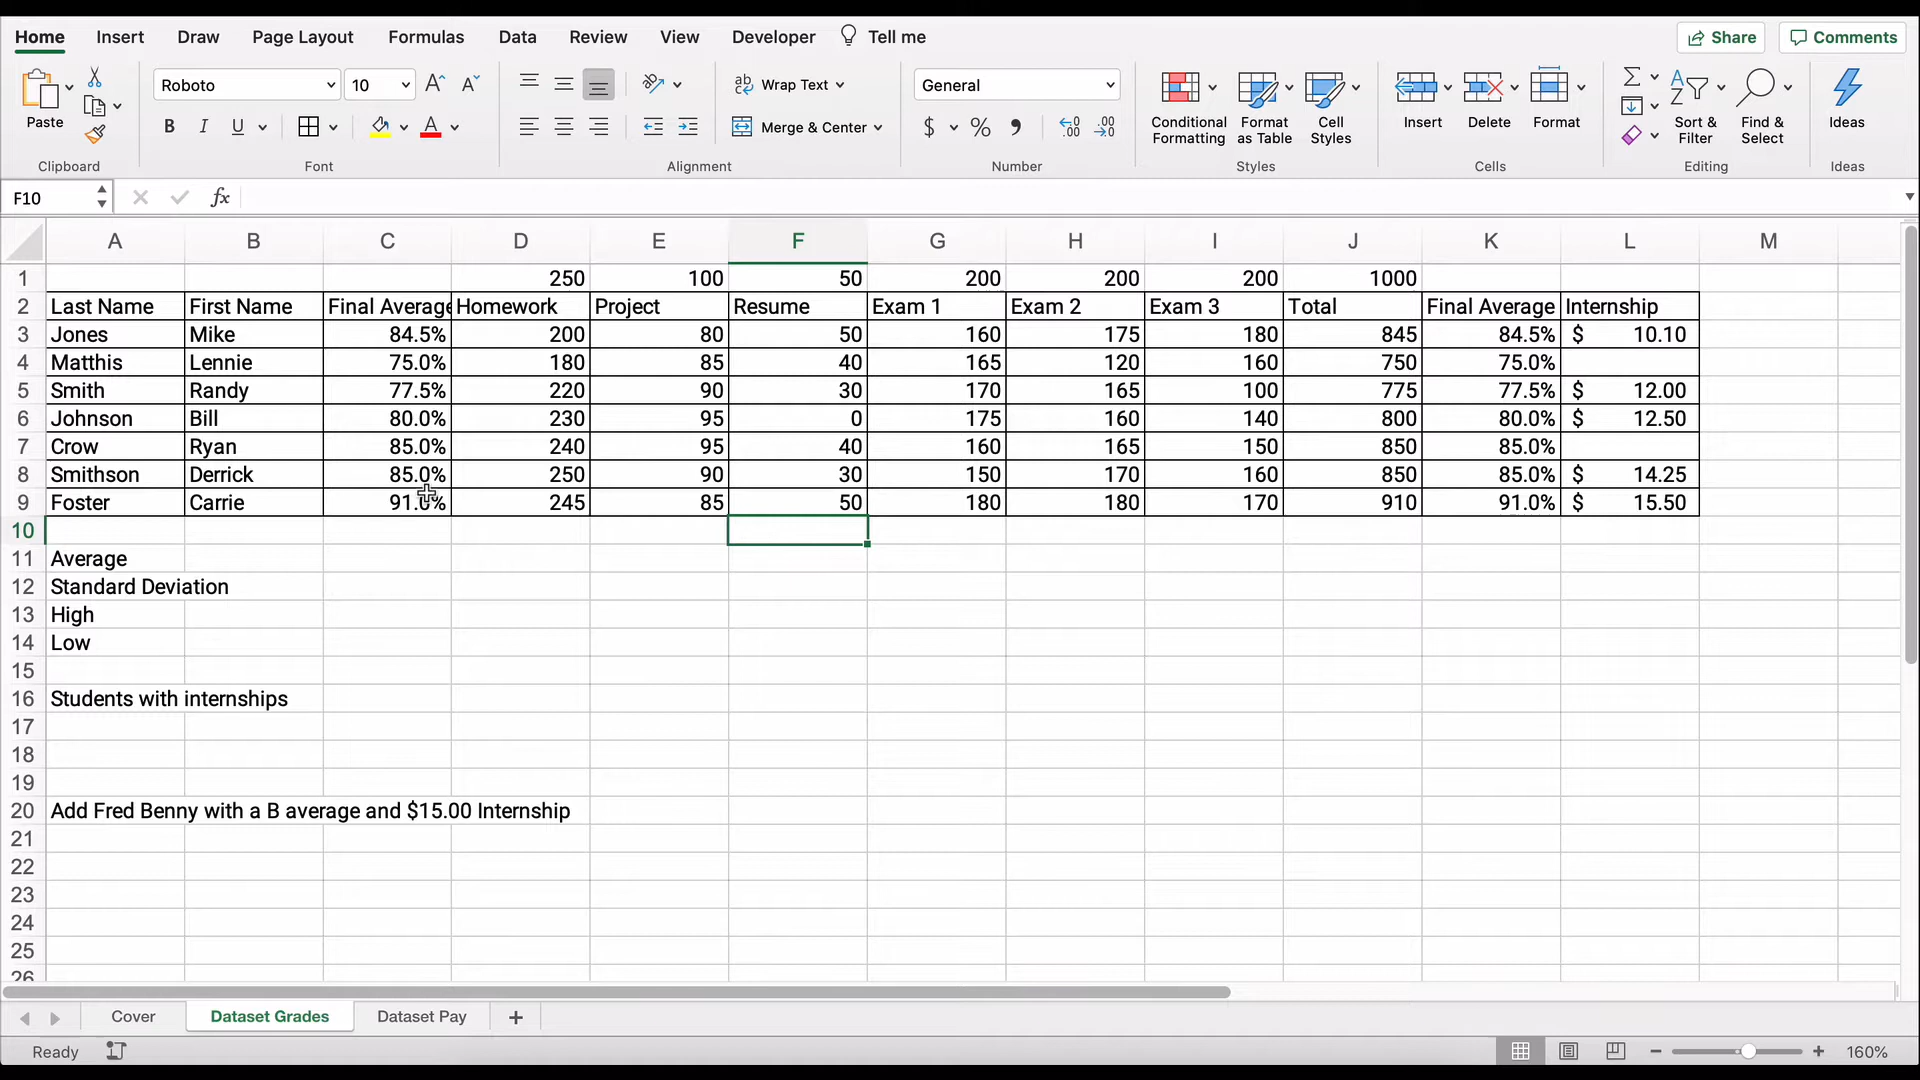 Home Insert Draw Page Layout Formulas Data Review View Developer Tell me Share Comments
Roboto 10 Wrap Text General
Paste B I U Merge & Center $ % Conditional Formatting Format as Table Cell Styles Insert Delete Format Sort & Filter Find & Select Ideas
Clipboard Font Alignment Number Styles Cells Editing Ideas
F10 fx
A B C D E F G H I J K L M
1 250 100 50 200 200 200 1000
2 Last Name First Name Final Average Homework Project Resume Exam 1 Exam 2 Exam 3 Total Final Average Internship
3 Jones Mike 84.5% 200 80 50 160 175 180 845 84.5% $ 10.10
4 Matthis Lennie 75.0% 180 85 40 165 120 160 750 75.0%
5 Smith Randy 77.5% 220 90 30 170 165 100 775 77.5% $ 12.00
6 Johnson Bill 80.0% 230 95 0 175 160 140 800 80.0% $ 12.50
7 Crow Ryan 85.0% 240 95 40 160 165 150 850 85.0%
8 Smithson Derrick 85.0% 250 90 30 150 170 160 850 85.0% $ 14.25
9 Foster Carrie 91.0% 245 85 50 180 180 170 910 91.0% $ 15.50
10
11 Average
12 Standard Deviation
13 High
14 Low
15
16 Students with internships
17
18
19
20 Add Fred Benny with a B average and $15.00 Internship
21
22
23
24
25
26
Cover Dataset Grades Dataset Pay +
Ready 160%